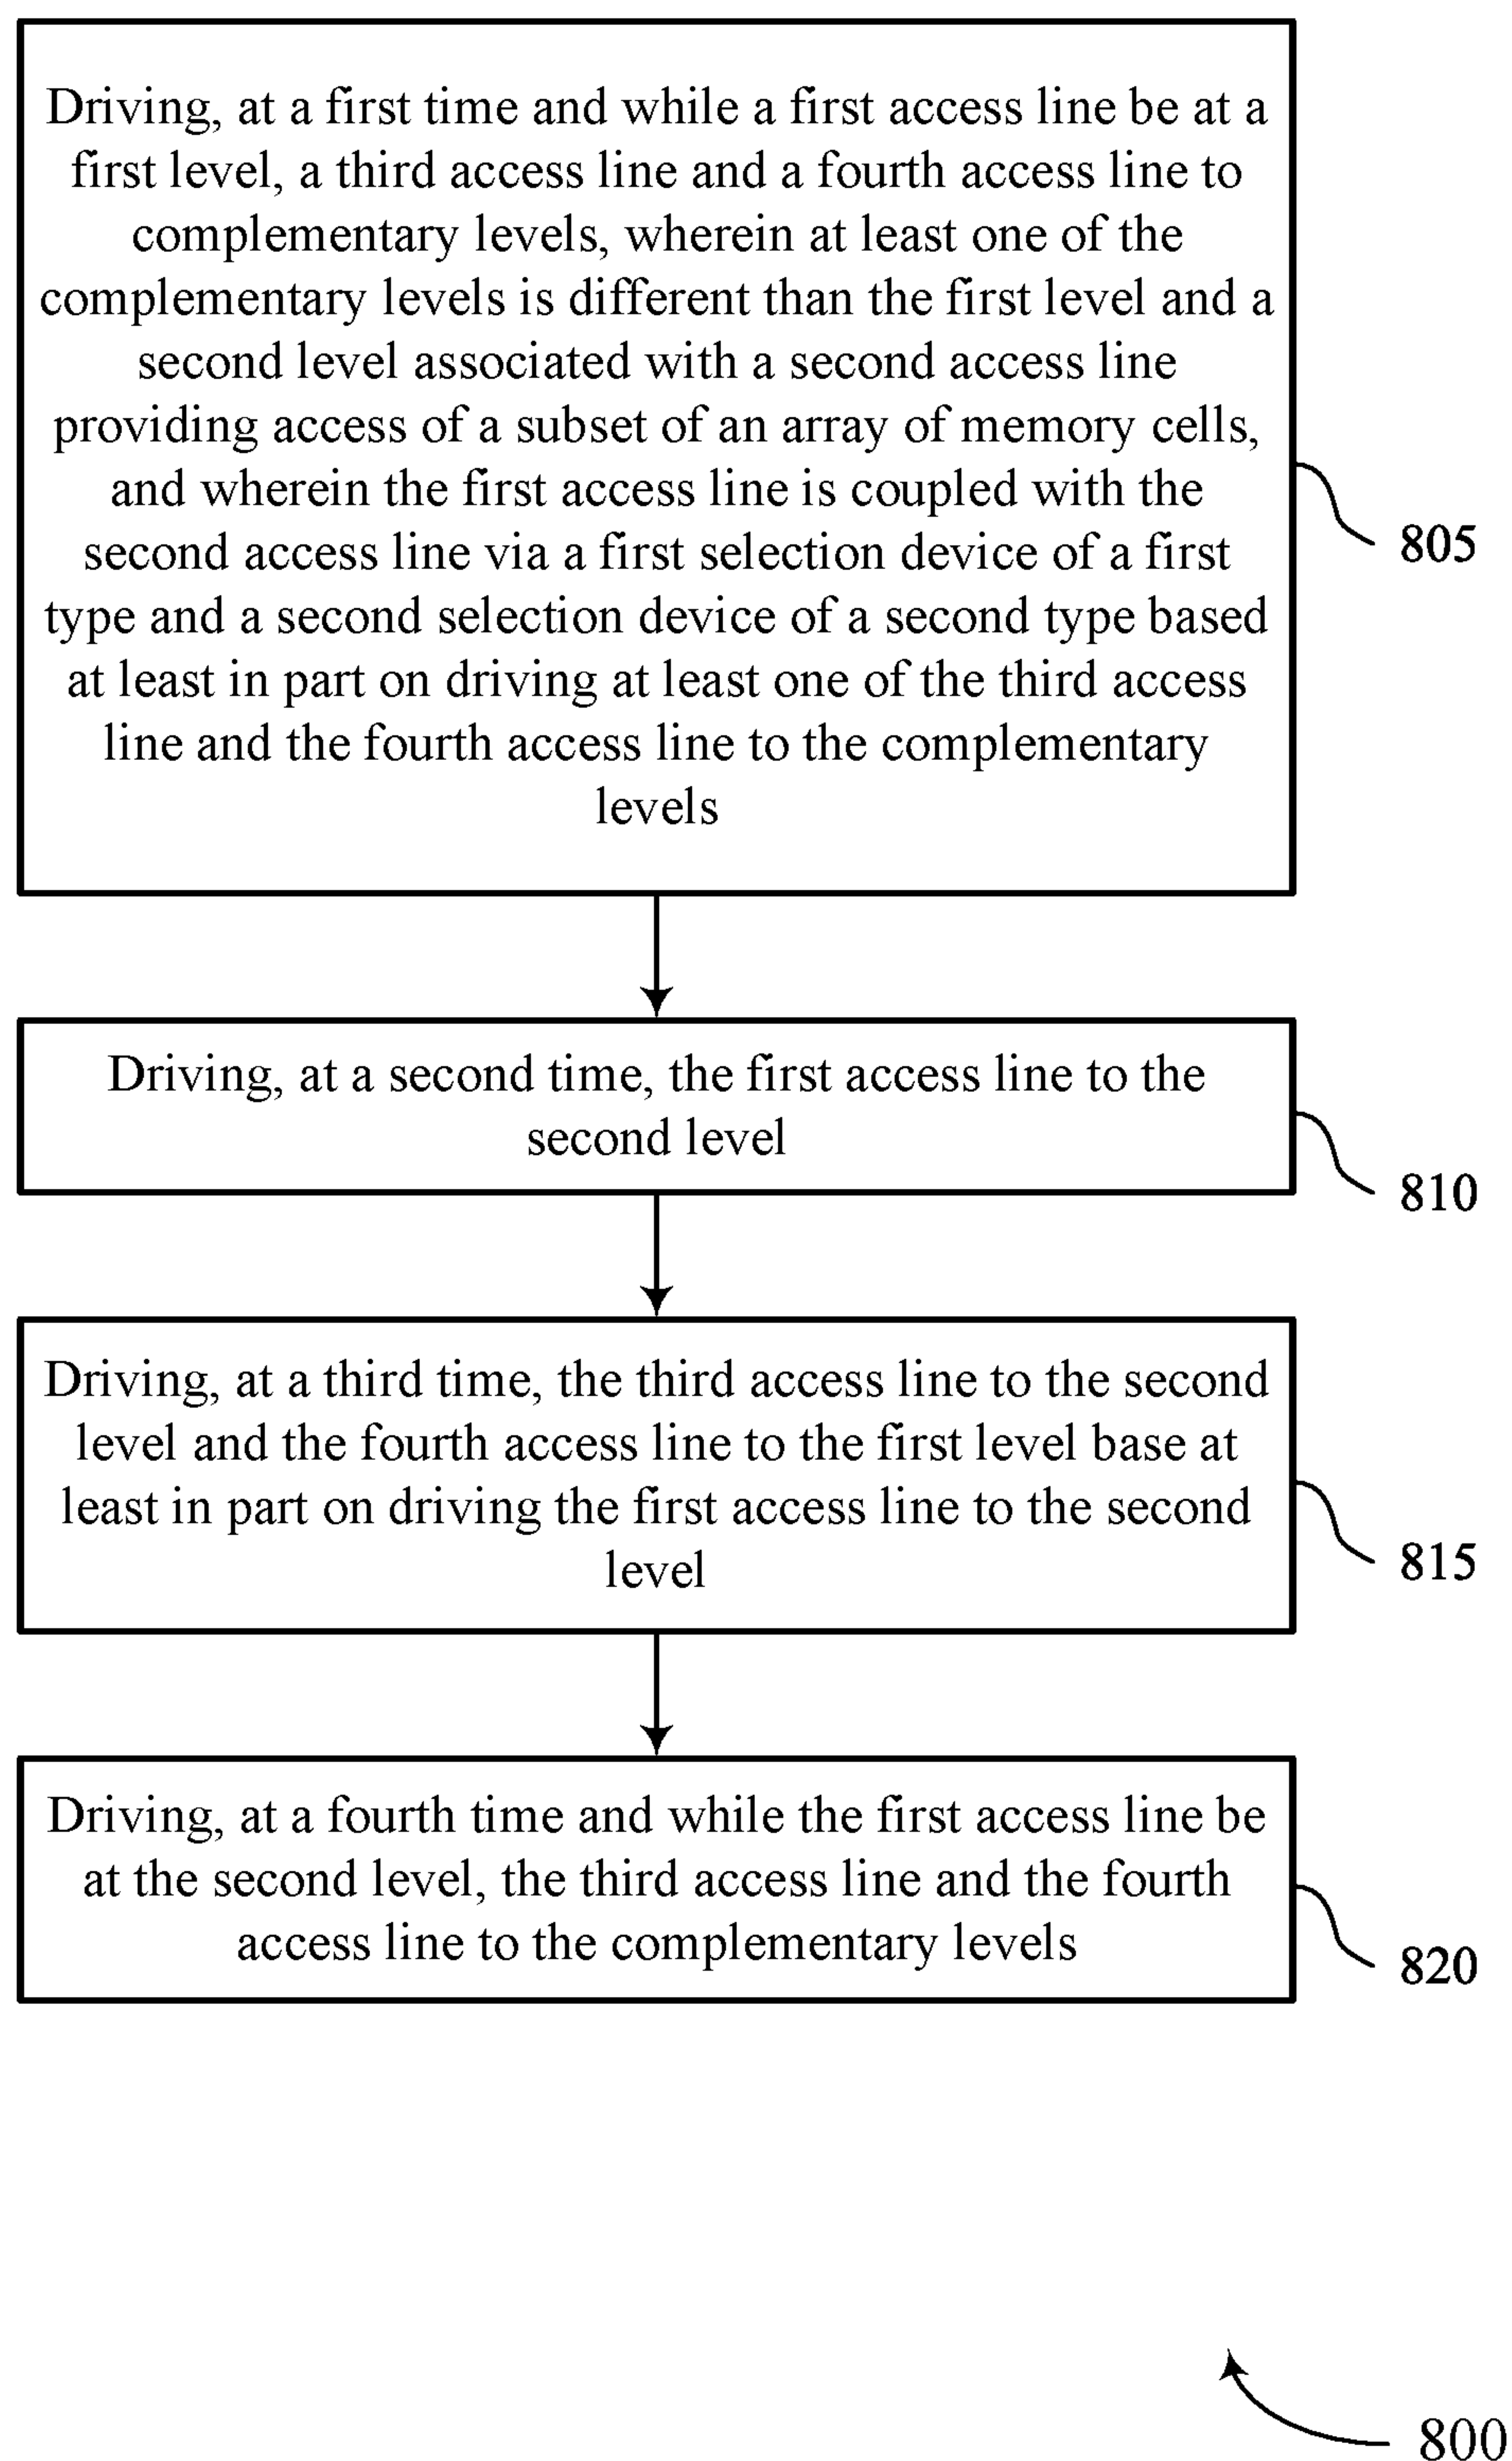 Driving, at a first time and while a first access line be at a
first level, a third access line and a fourth access line to
complementary levels, wherein at least one of the
complementary levels is different than the first level and a
second level associated with a second access line
providing access of a subset of an array of memory cells,
and wherein the first access line is coupled with the
second access line via a first selection device of a first
type and a second selection device of a second type based
at least in part on driving at least one of the third access
line and the fourth access line to the complementary
levels
805
Driving, at a second time, the first access line to the
second level
810
Driving, at a third time, the third access line to the second
level and the fourth access line to the first level base at
least in part on driving the first access line to the second
level
815
Driving, at a fourth time and while the first access line be
at the second level, the third access line and the fourth
access line to the complementary levels
820
800